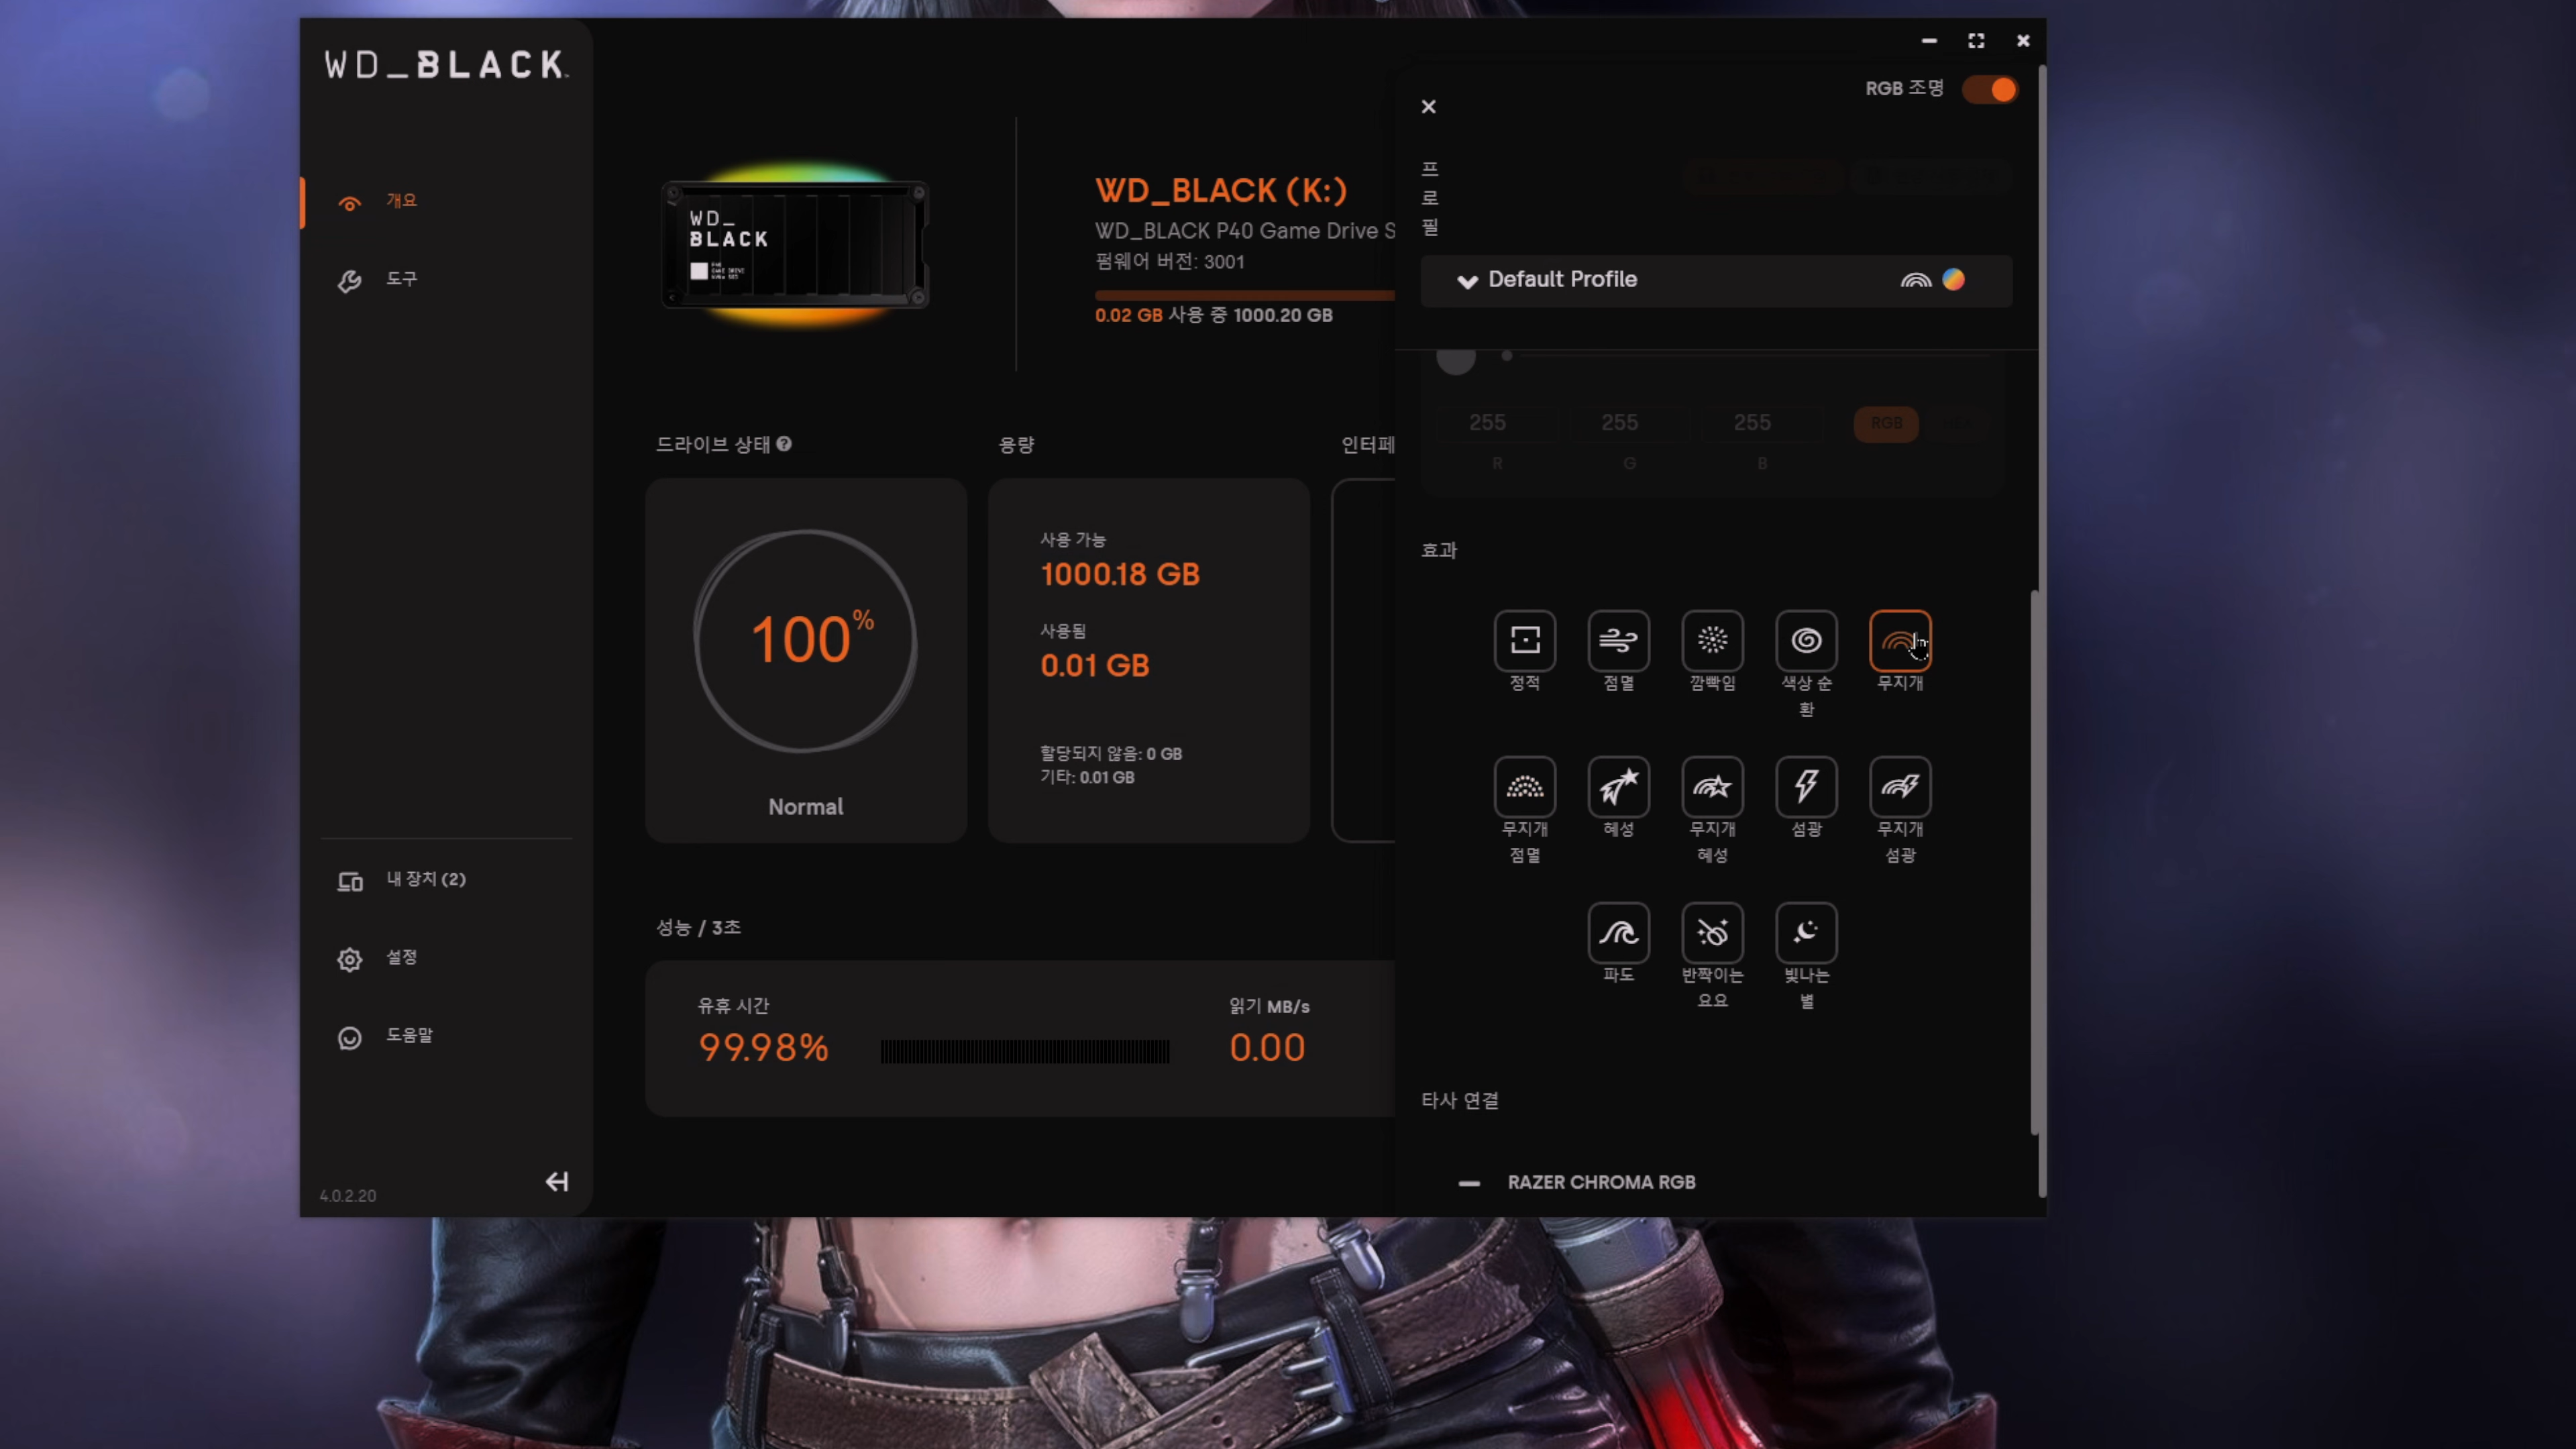 WD_BLACK
개요
도구
내 장치 (2)
설정
도움말
4.0.2.20
WD_
BLACK
WD_BLACK (K:)
WD_BLACK P40 Game Drive S
펌웨어 버전: 3001
0.02 GB 사용 중 1000.20 GB
드라이브 상태
용량
인터페
100%
Normal
사용 가능
1000.18 GB
사용됨
0.01 GB
할당되지 않음: 0 GB
기타: 0.01 GB
성능 / 3초
유휴 시간
읽기 MB/s
99.98%
0.00
RGB 조명
프
로
필
Default Profile
255 255 255 RGB
R G B
효과
정적
점멸
깜빡임
색상 순
환
무지개
무지개
점멸
혜성
무지개
혜성
섬광
무지개
섬광
파도
반짝이는
요요
빛나는
별
타사 연결
RAZER CHROMA RGB